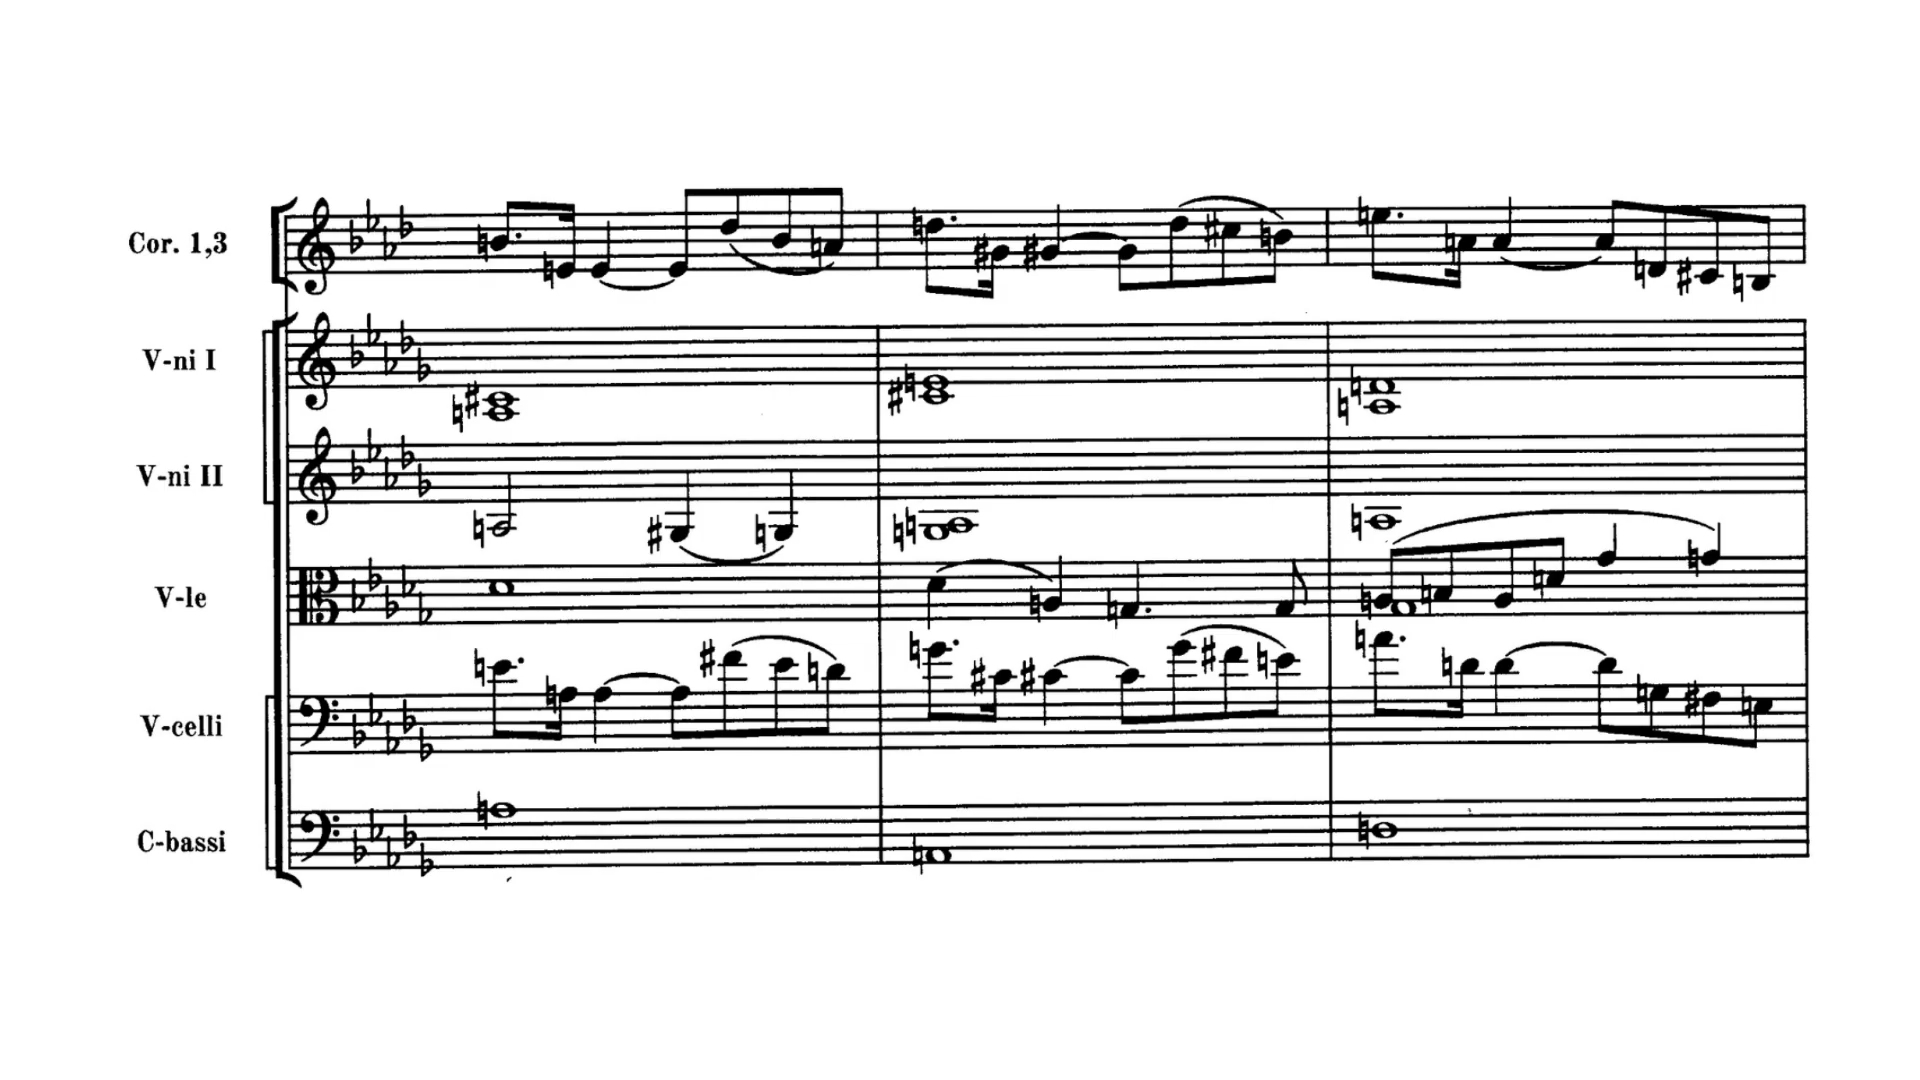 Cor. 1,3
V-ni I
V-ni II
V-le
V-celli
C-bassi